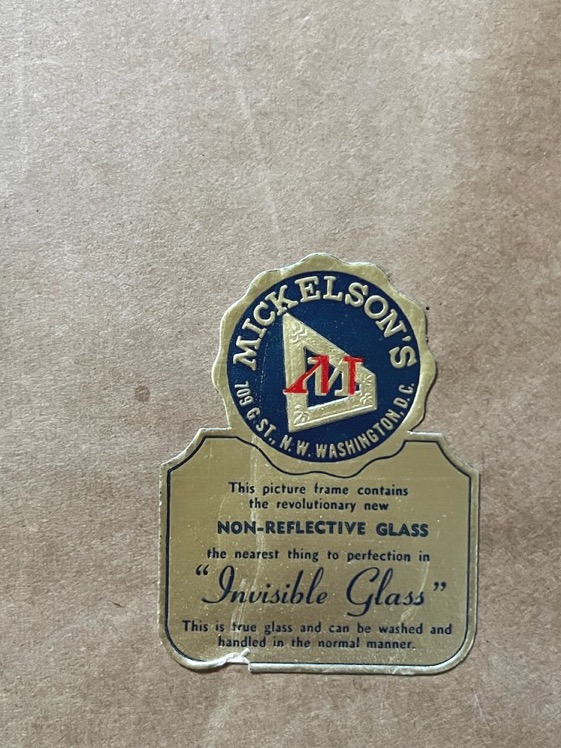 MICKELSON'S
M
709 G ST., N.W. WASHINGTON, D.C.
This picture frame contains
the revolutionary new
NON-REFLECTIVE GLASS
the nearest thing to perfection in
"Invisible Glass"
This is true glass and can be washed and
handled in the normal manner.